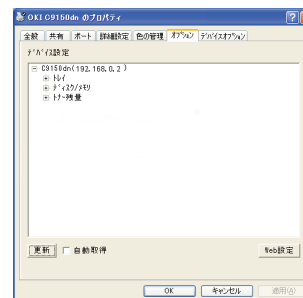 OKI C9150dn のプロパティ
全般 共有 ポート 詳細設定 色の管理 オプション デバイスオプション
デバイス設定
C9150dn(192.168.0.2)
トレイ
ディスク/メモリ
トナー残量
更新 自動取得 Web設定
OK キャンセル 適用(A)